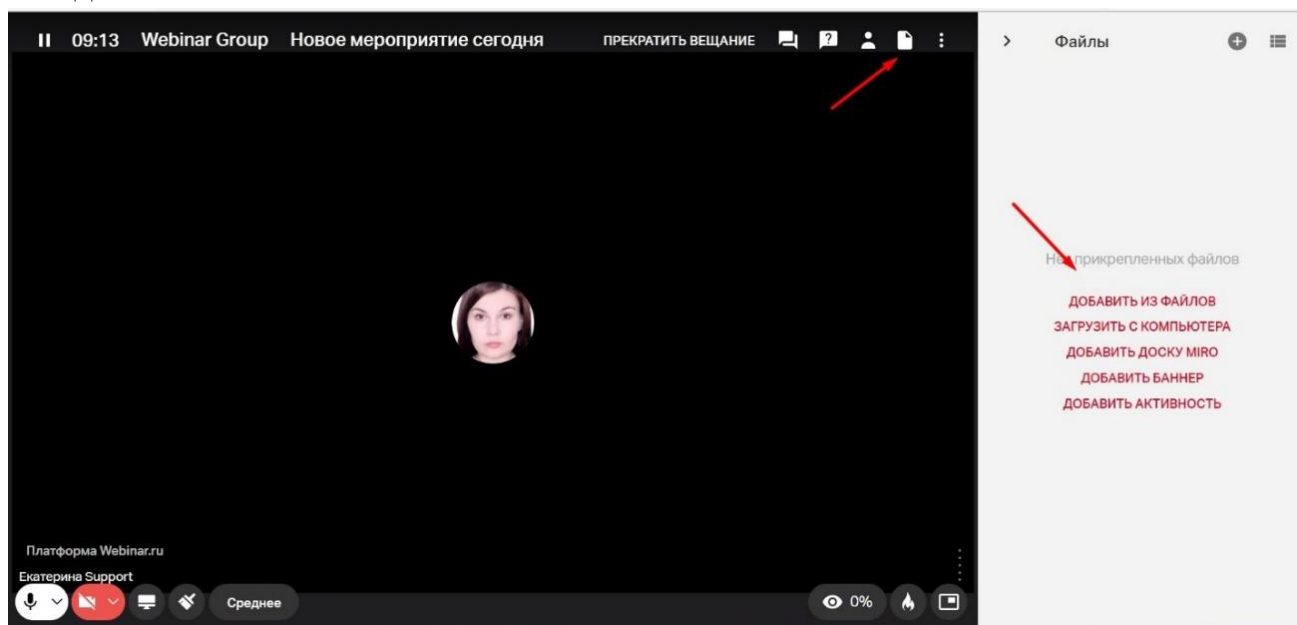 09:13 Webinar Group Новое мероприятие сегодня ПРЕКРАТИТЬ ВЕЩАНИЕ ?
Файлы
Нет прикрепленных файлов
ДОБАВИТЬ ИЗ ФАЙЛОВ
ЗАГРУЗИТЬ С КОМПЬЮТЕРА
ДОБАВИТЬ ДОСКУ MIRO
ДОБАВИТЬ БАННЕР
ДОБАВИТЬ АКТИВНОСТЬ
Платформа Webinar.ru
Екатерина Support
Среднее
0%